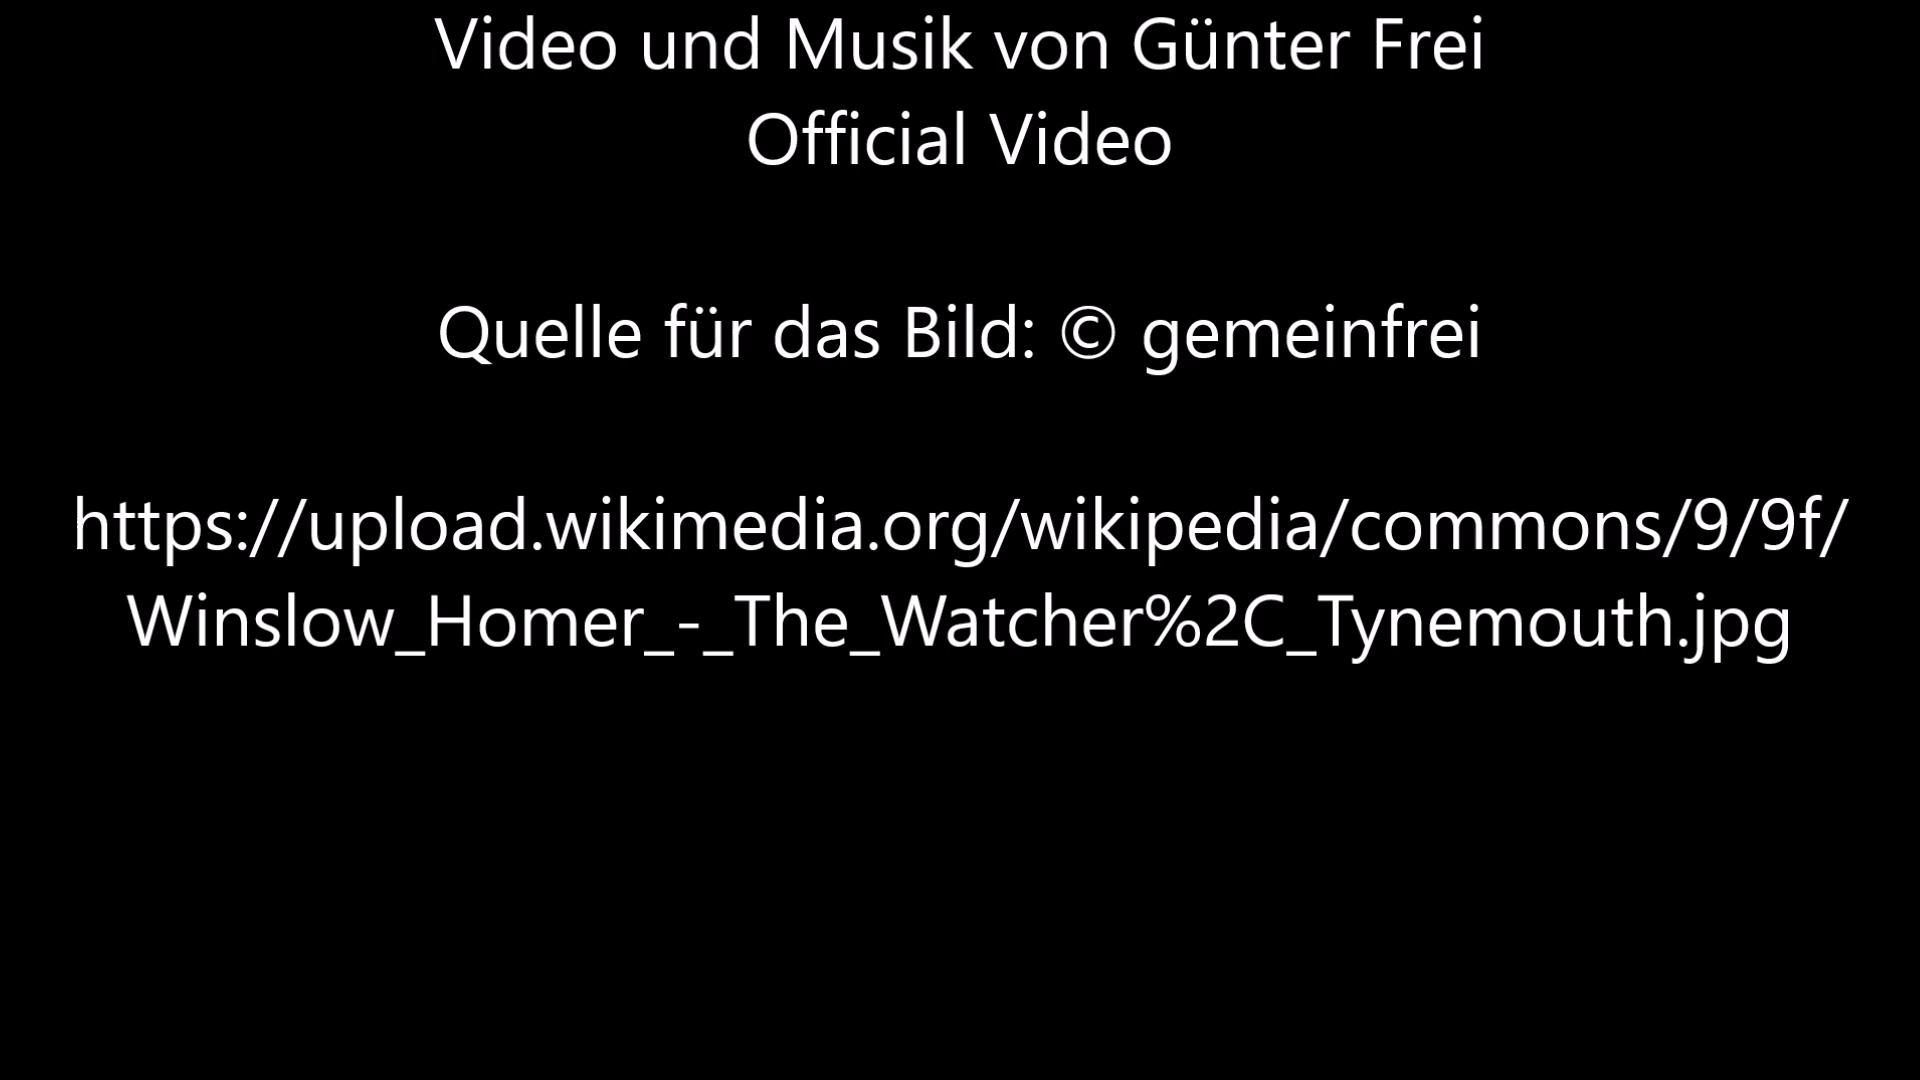 Video und Musik von Günter Frei
Official Video
Quelle für das Bild: © gemeinfrei
https://upload.wikimedia.org/wikipedia/commons/9/9f/
Winslow_Homer_-_The_Watcher%2C_Tynemouth.jpg